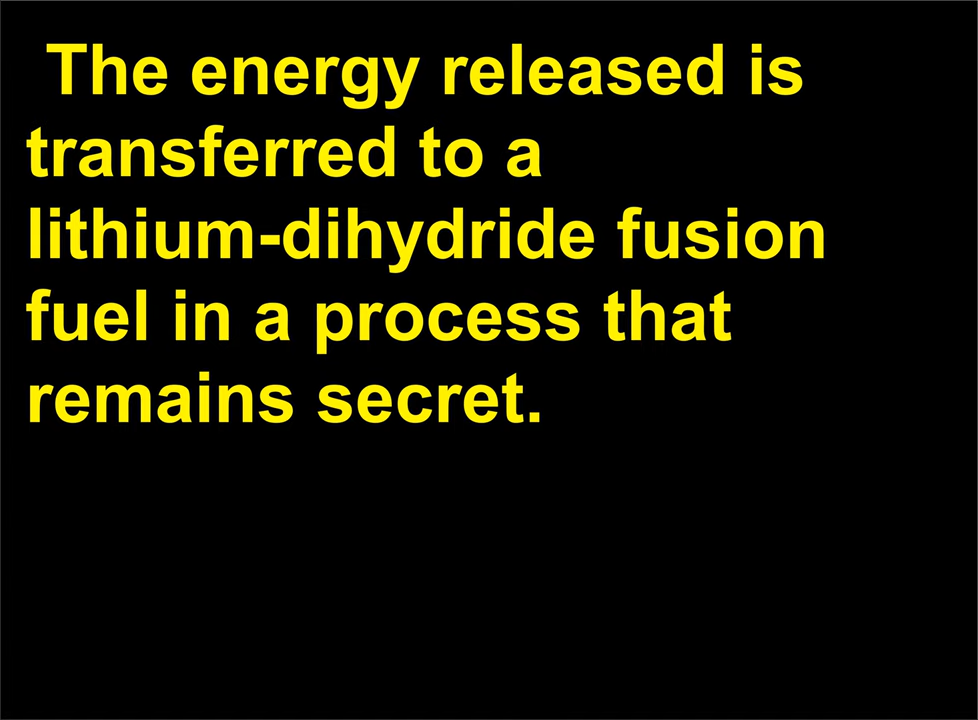 The energy released is
transferred to a
lithium-dihydride fusion
fuel in a process that
remains secret.